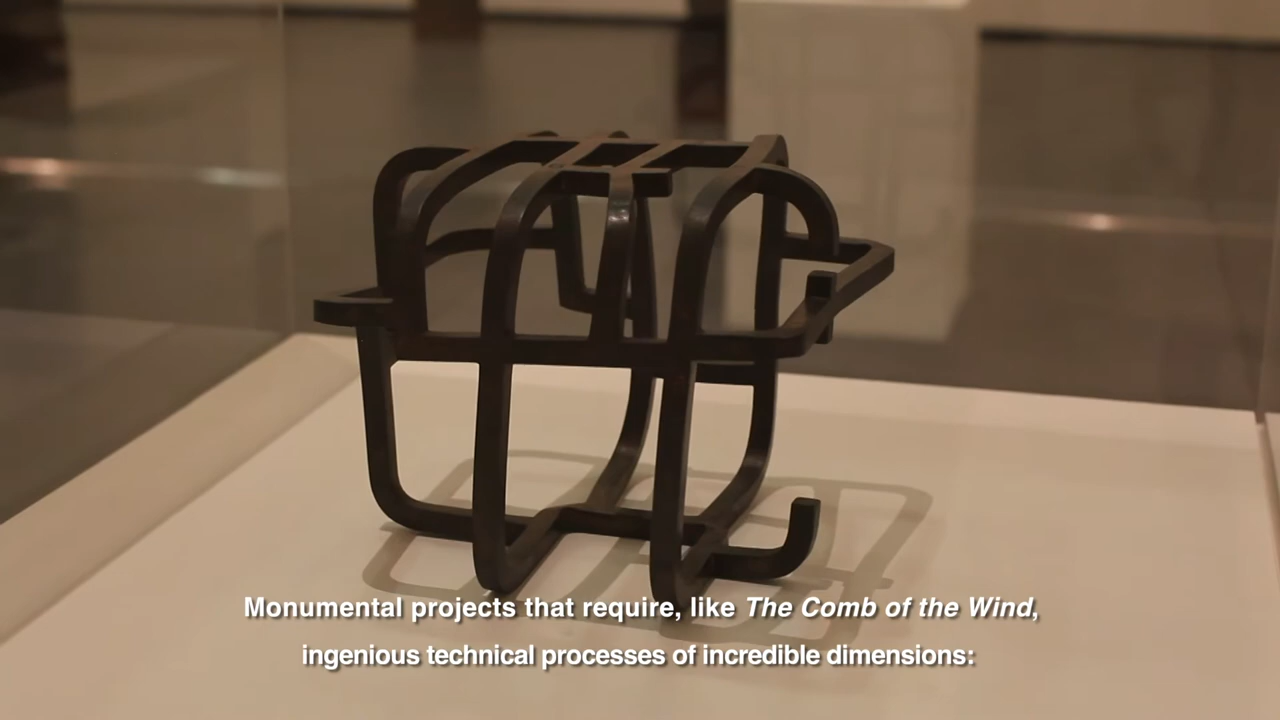 Monumental projects that require, like The Comb of the Wind,
ingenious technical processes of incredible dimensions: